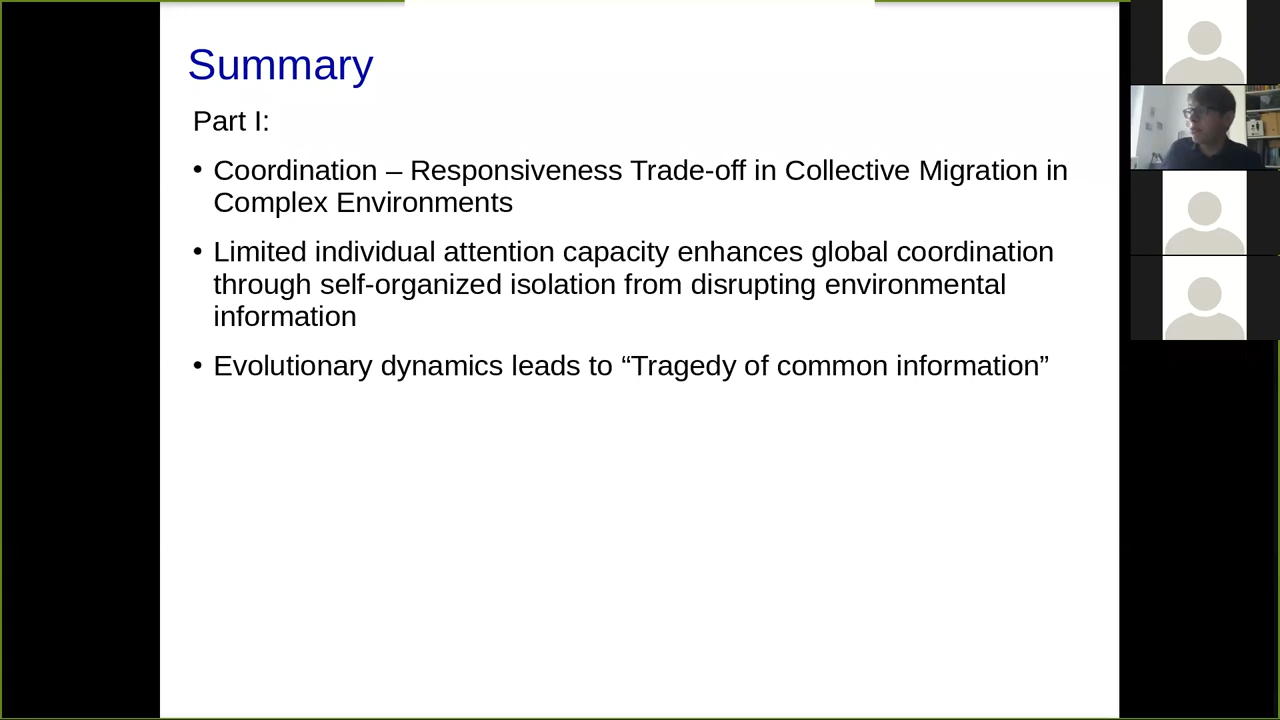 Summary
Part I:
• Coordination – Responsiveness Trade-off in Collective Migration in
Complex Environments
• Limited individual attention capacity enhances global coordination
through self-organized isolation from disrupting environmental
information
• Evolutionary dynamics leads to “Tragedy of common information”